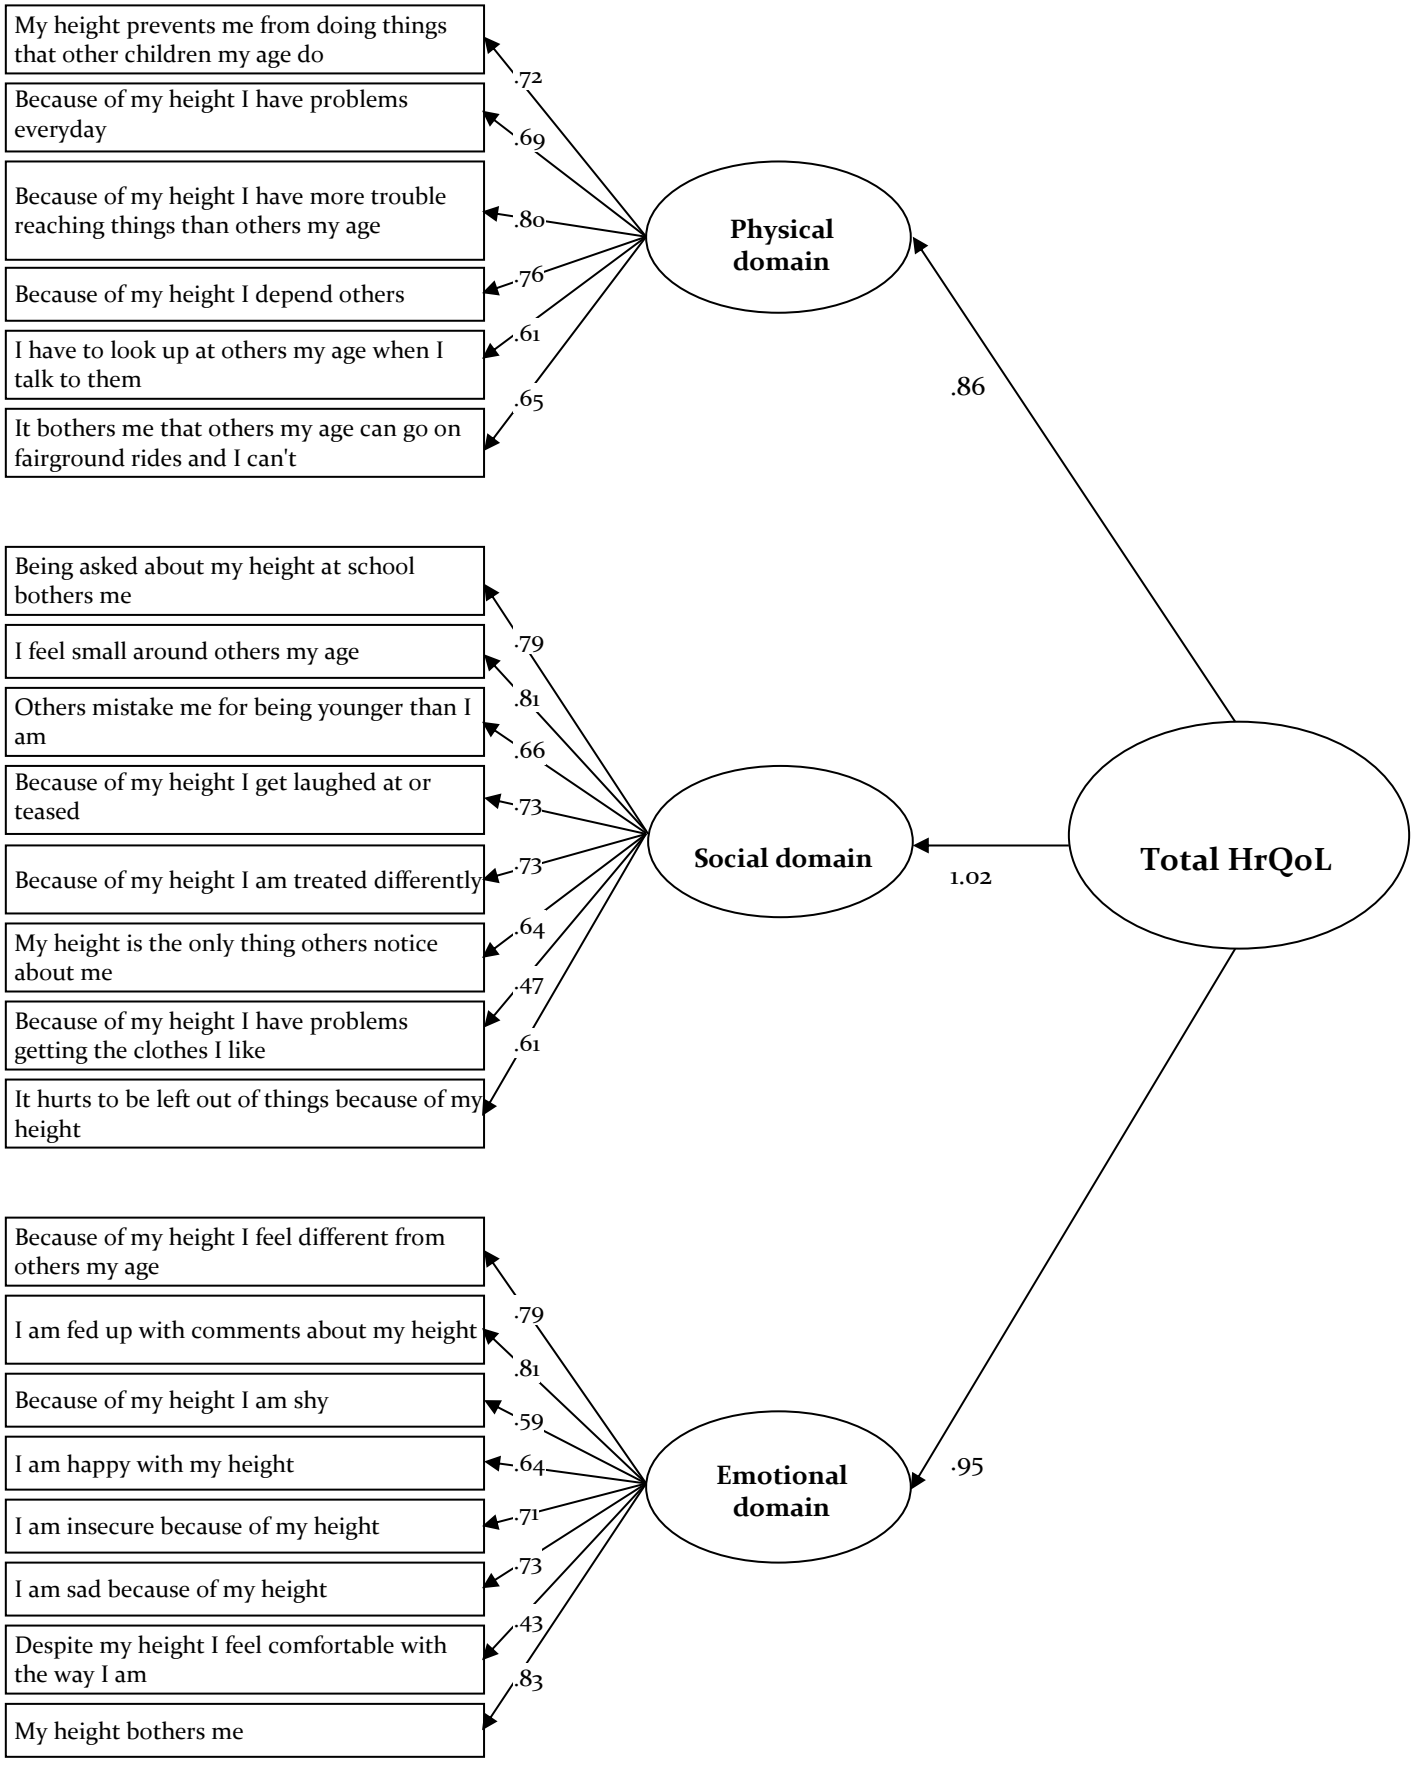 My height prevents me from doing things
that other children my age do
.72
Because of my height I have problems
everyday
.69
Because of my height I have more trouble
reaching things than others my age
.80
Because of my height I depend others
.76
I have to look up at others my age when I
talk to them
.61
It bothers me that others my age can go on
fairground rides and I can't
.65
Physical
domain
.86
Being asked about my height at school
bothers me
.79
I feel small around others my age
.81
Others mistake me for being younger than I
am
.66
Because of my height I get laughed at or
teased
.73
Because of my height I am treated differently
.73
My height is the only thing others notice
about me
.64
Because of my height I have problems
getting the clothes I like
.47
It hurts to be left out of things because of my
height
.61
Social domain
1.02
Total HrQoL
Because of my height I feel different from
others my age
.79
I am fed up with comments about my height
.81
Because of my height I am shy
.59
I am happy with my height
.64
I am insecure because of my height
.71
I am sad because of my height
.73
Despite my height I feel comfortable with
the way I am
.43
My height bothers me
.83
Emotional
domain
.95